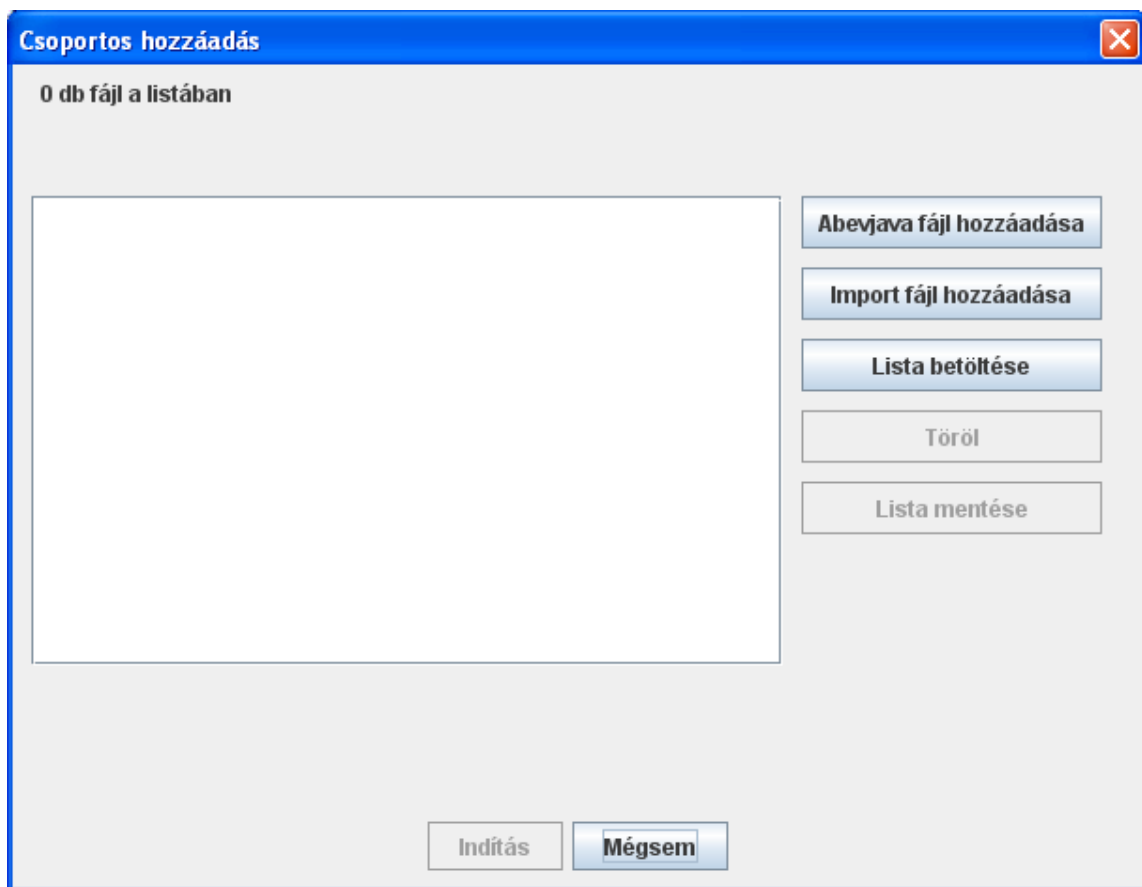 Csoportos hozzáadás
0 db fájl a listában
Abevjava fájl hozzáadása
Import fájl hozzáadása
Lista betöltése
Töröl
Lista mentése
Indítás
Mégsem